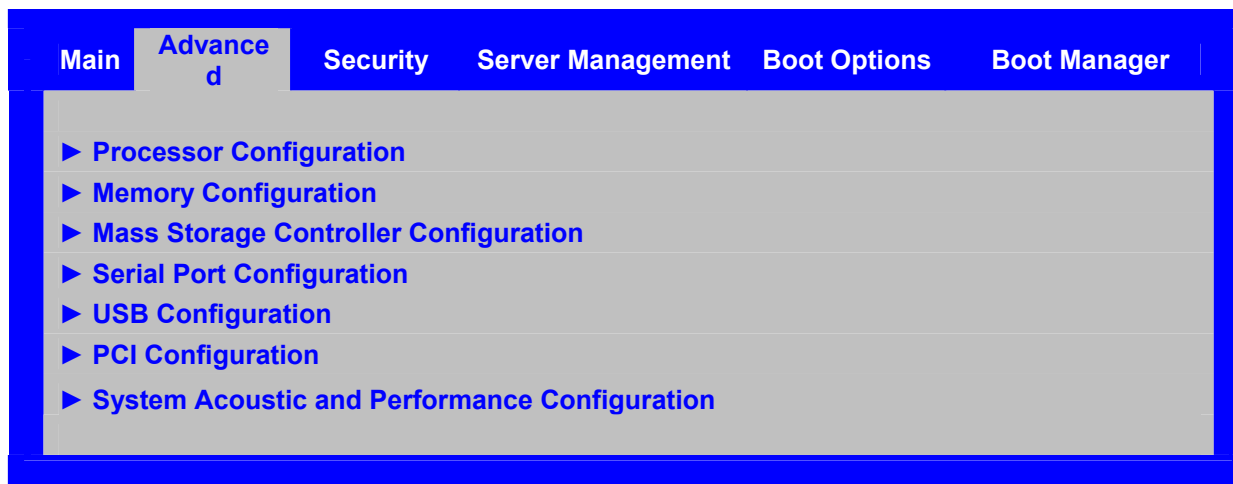 Main Advance
d Security Server Management Boot Options Boot Manager
► Processor Configuration
► Memory Configuration
► Mass Storage Controller Configuration
► Serial Port Configuration
► USB Configuration
► PCI Configuration
► System Acoustic and Performance Configuration